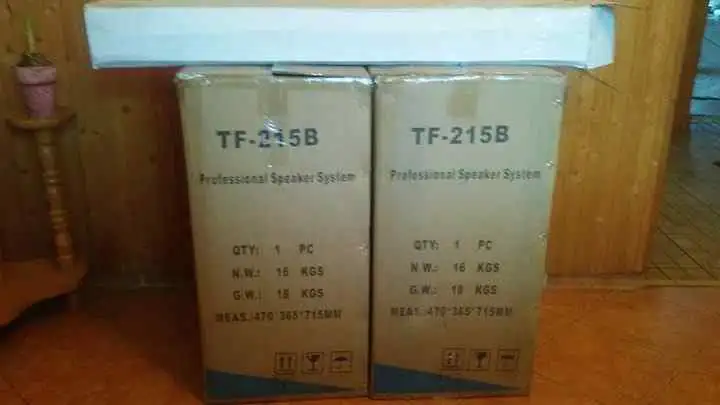 TF-215B
Professional Speaker System
QTY: 1 PC
N.W.: 16 KGS
G.W.: 18 KGS
MEAS.:470*365*715MM
TF-215B
Professional Speaker System
QTY: 1 PC
N.W.: 16 KGS
G.W.: 18 KGS
MEAS.:470*365*715MM